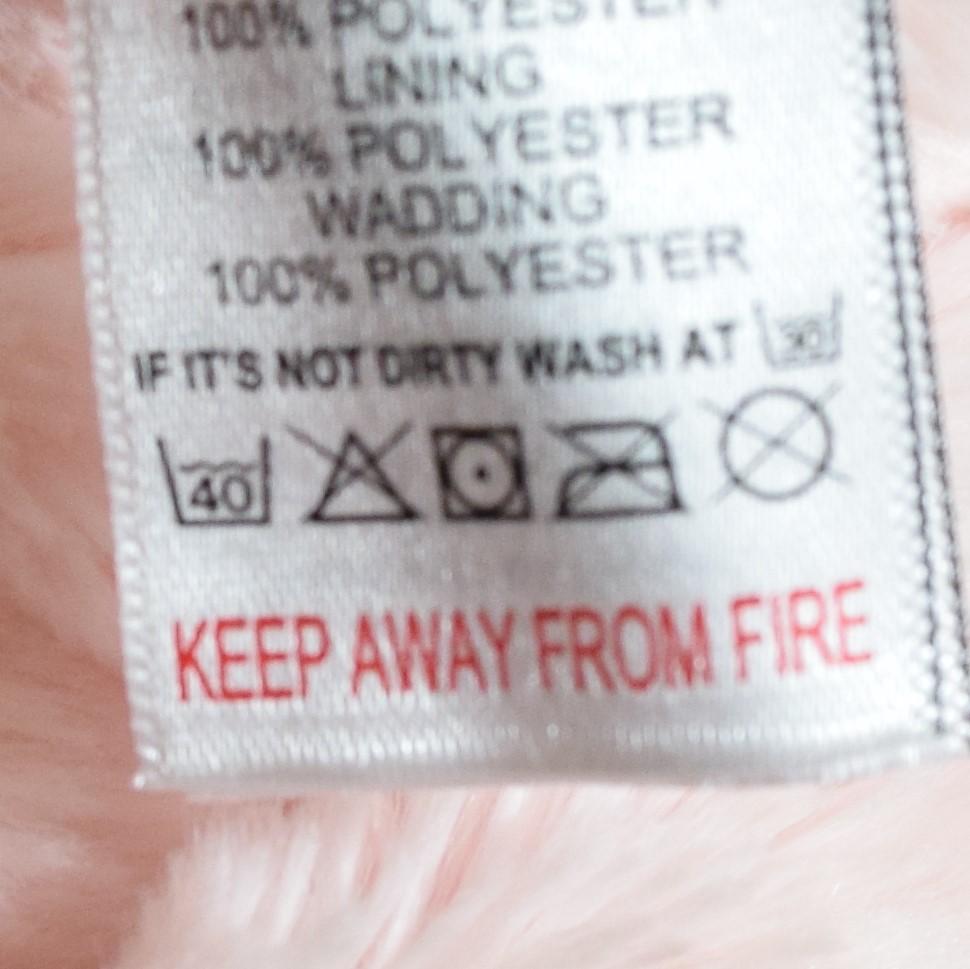 100% POLYESTER
LINING
100% POLYESTER
WADDING
100% POLYESTER
IF IT'S NOT DIRTY WASH AT 30
40
KEEP AWAY FROM FIRE